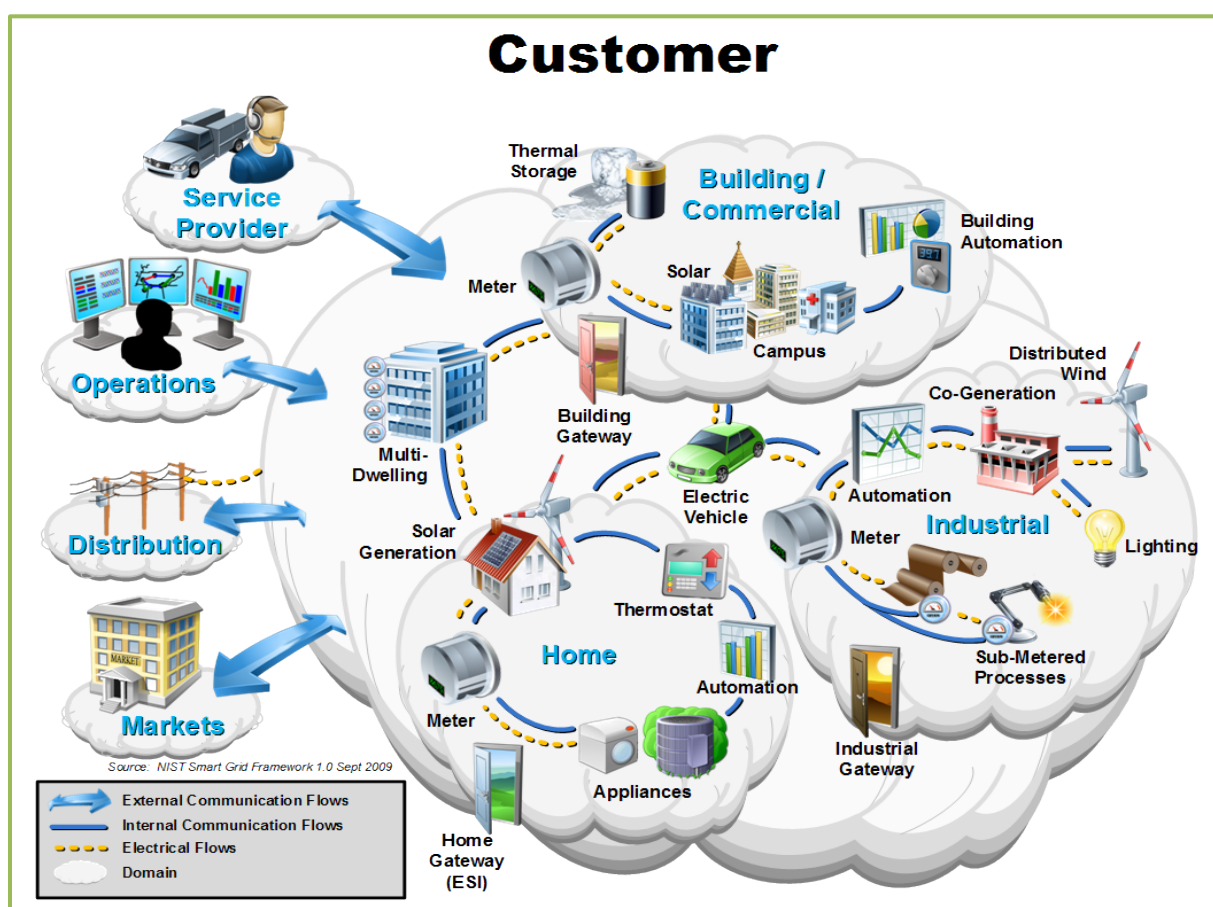 Customer
Service
Provider
Operations
Distribution
MARKET
Markets
Thermal
Storage
Building /
Commercial
Building
Automation
39.7
Meter
Solar
Campus
Multi-
Dwelling
Building
Gateway
Electric
Vehicle
Distributed
Wind
Co-Generation
Automation
Industrial
Meter
Lighting
Sub-Metered
Processes
Industrial
Gateway
Solar
Generation
Thermostat
Home
Automation
Meter
Appliances
Home
Gateway
(ESI)
Source: NIST Smart Grid Framework 1.0 Sept 2009
External Communication Flows
Internal Communication Flows
Electrical Flows
Domain